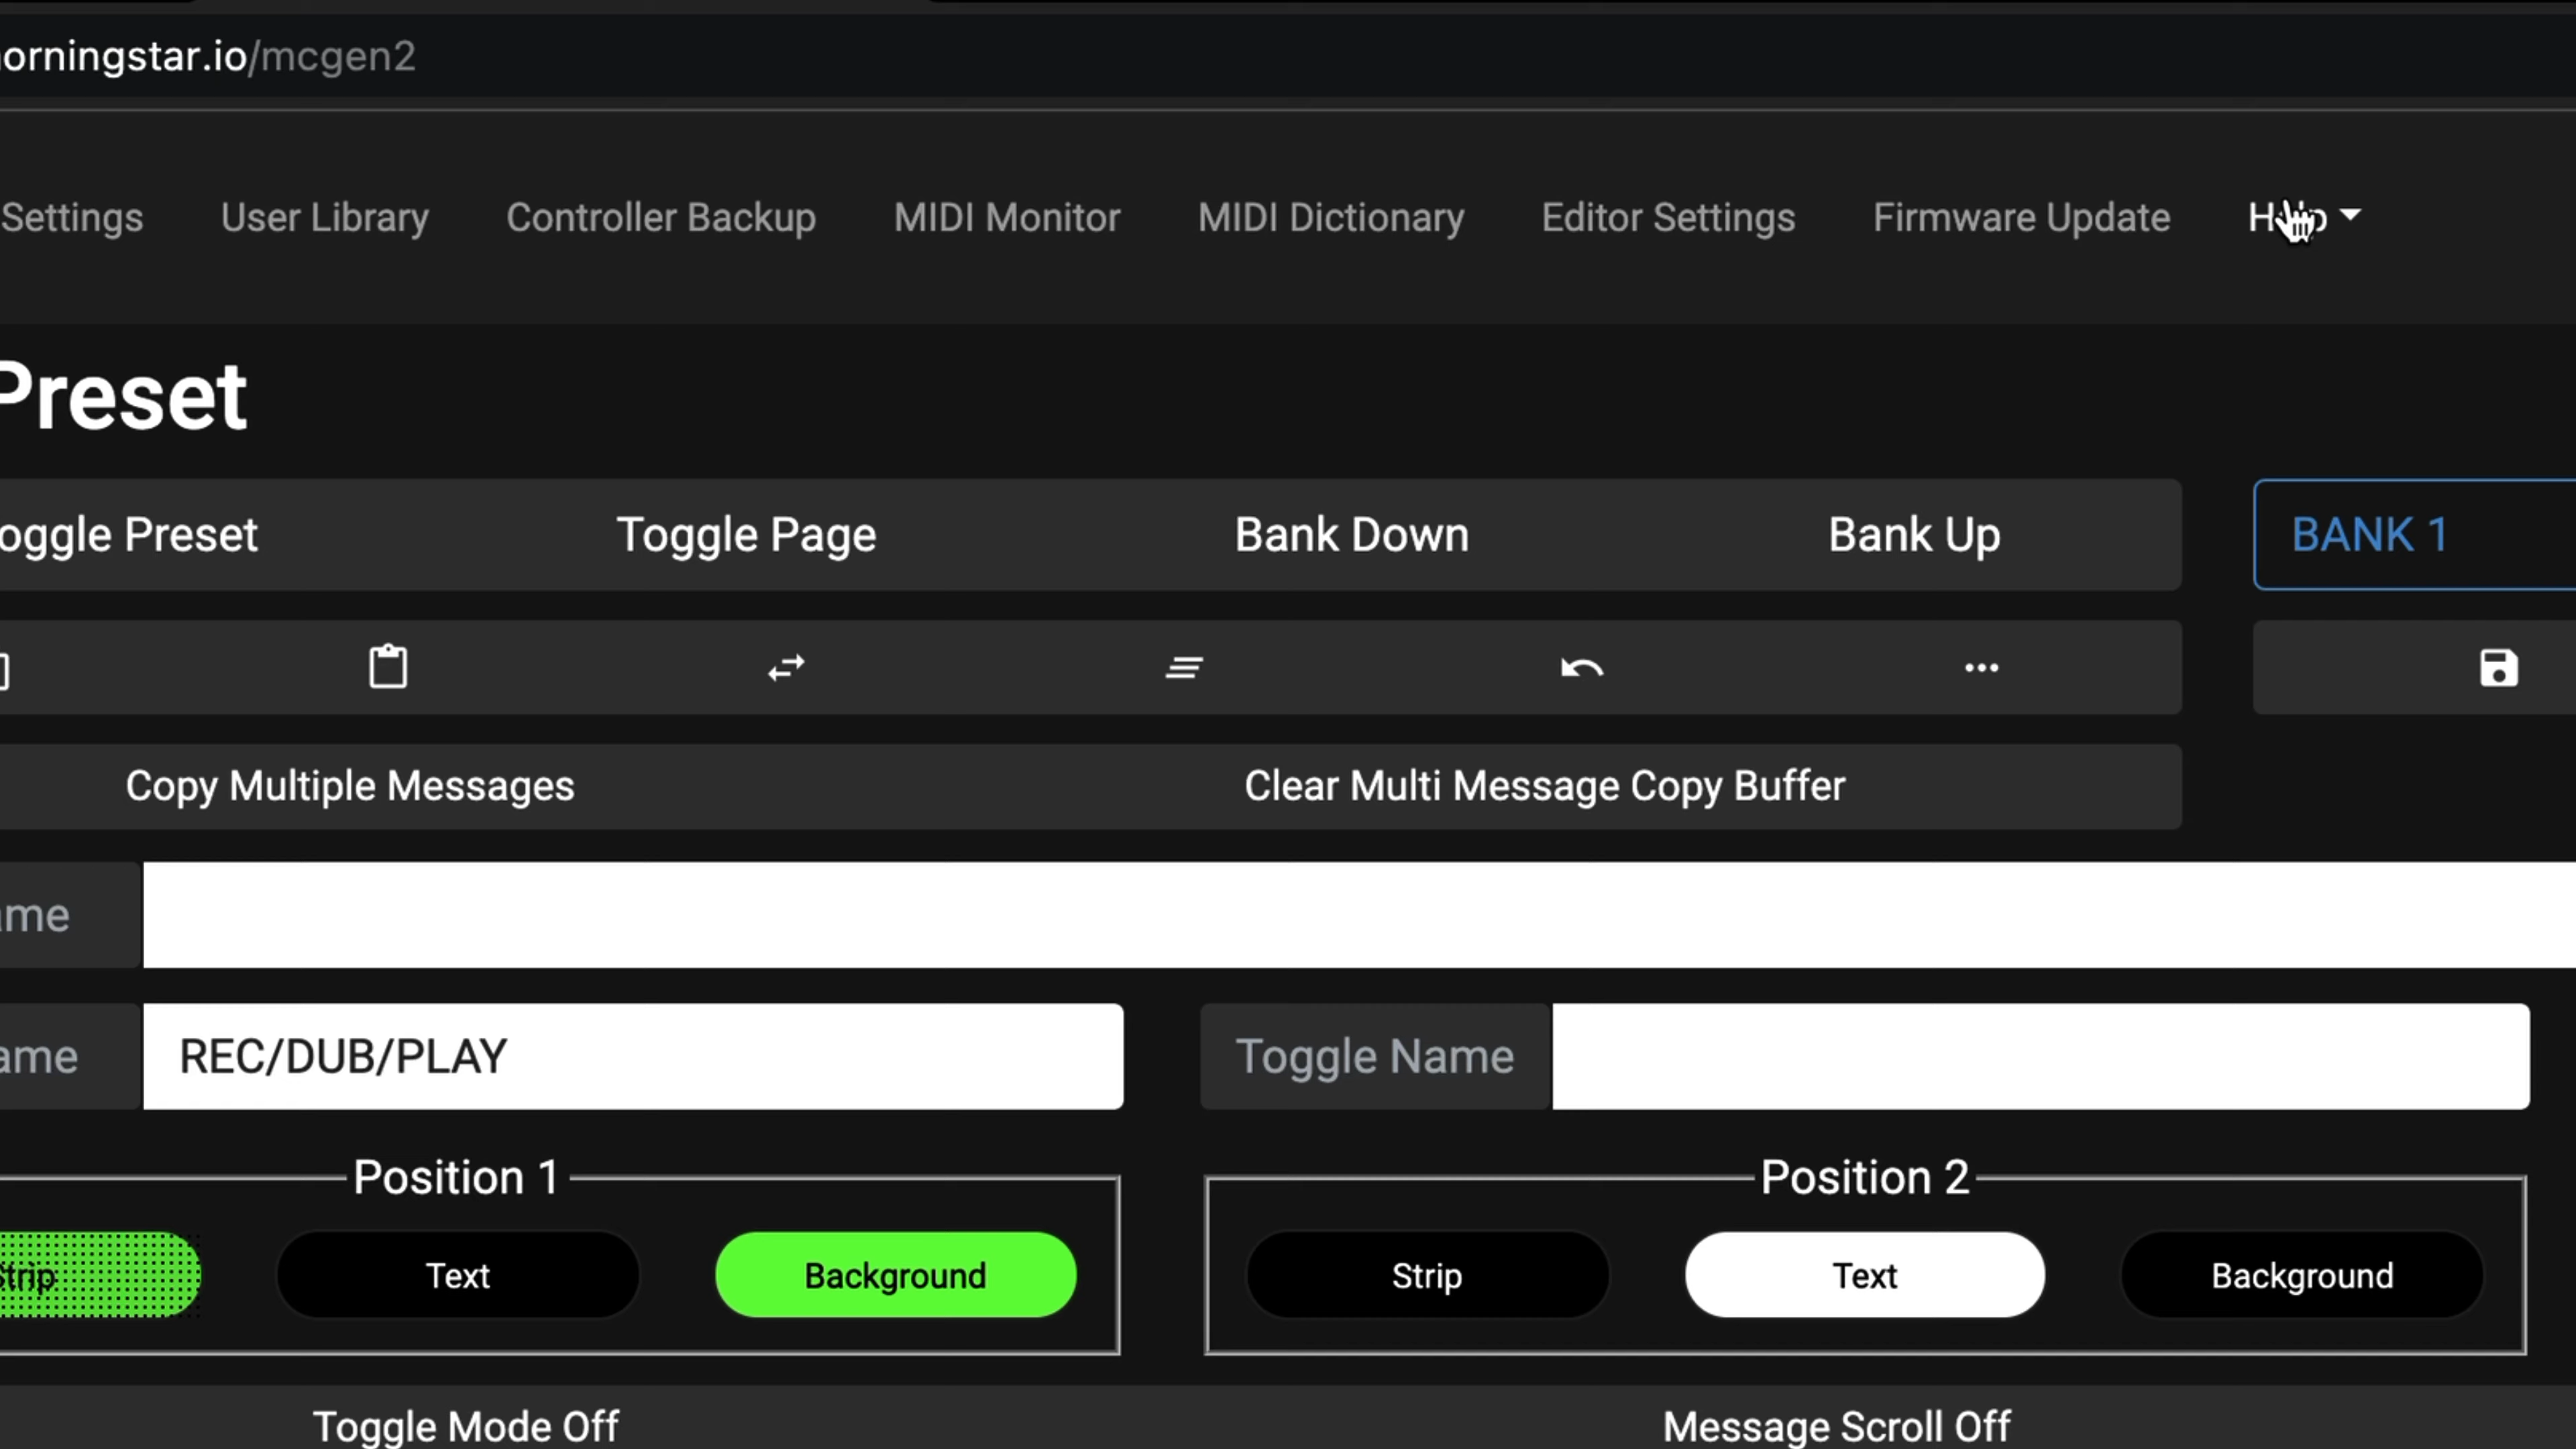 orningstar.io/mcgen2
Settings User Library Controller Backup MIDI Monitor MIDI Dictionary Editor Settings Firmware Update
Preset
oggle Preset Toggle Page Bank Down Bank Up BANK 1
Copy Multiple Messages Clear Multi Message Copy Buffer
ame
ame REC/DUB/PLAY Toggle Name
Position 1 Position 2
Strip Text Background Strip Text Background
Toggle Mode Off Message Scroll Off